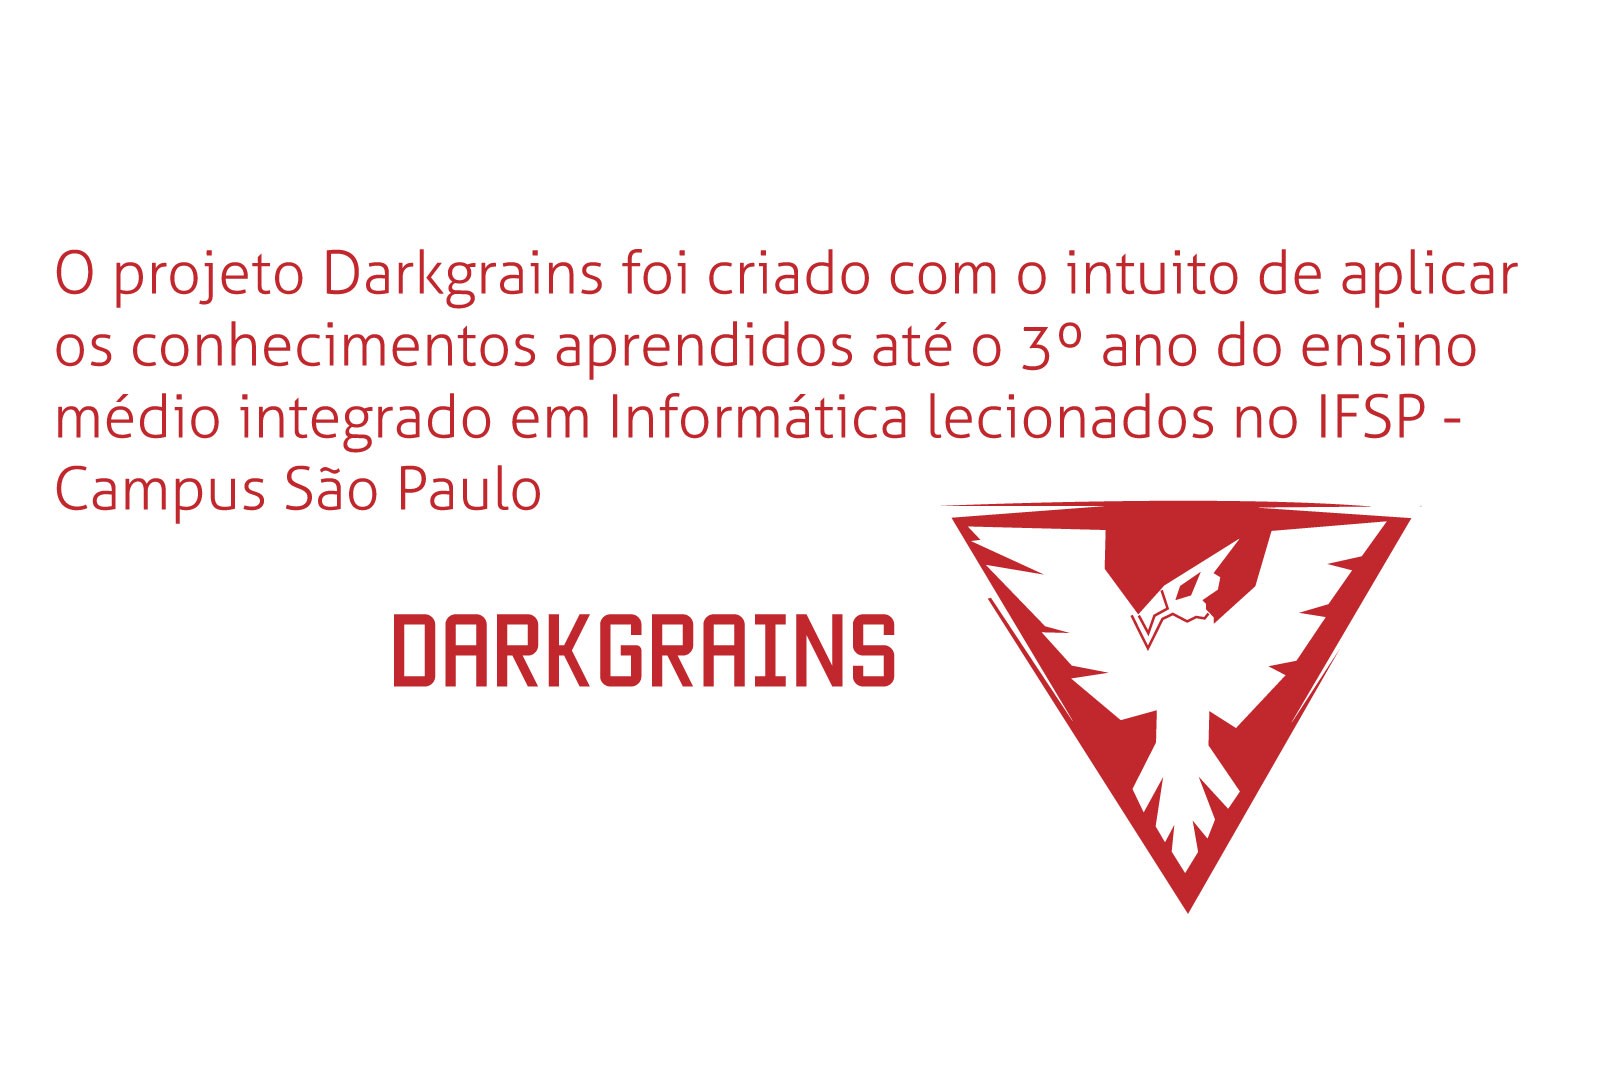 O projeto Darkgrains foi criado com o intuito de aplicar
os conhecimentos aprendidos até o 3º ano do ensino
médio integrado em Informática lecionados no IFSP -
Campus São Paulo
DARKGRAINS